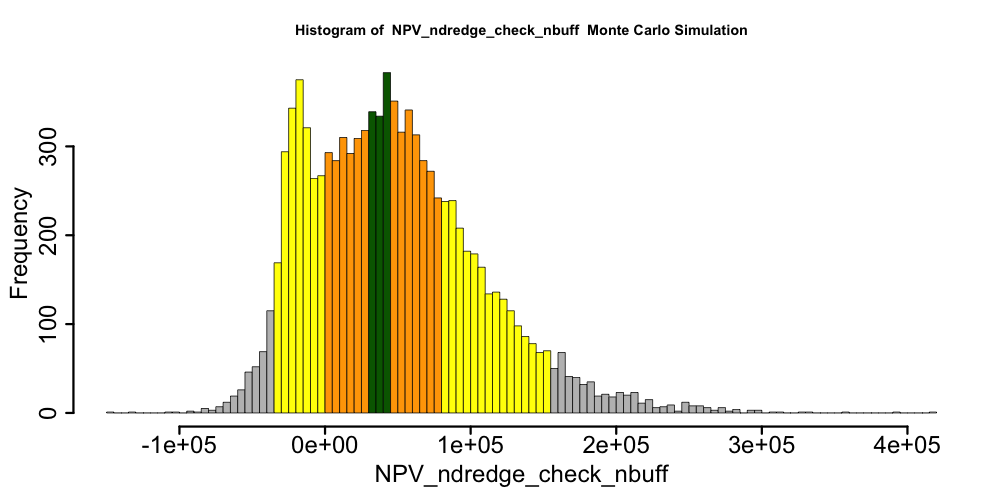 Histogram of  NPV_ndredge_check_nbuff  Monte Carlo Simulation
Frequency
300
200
100
0
-1e+05 0e+00 1e+05 2e+05 3e+05 4e+05
NPV_ndredge_check_nbuff